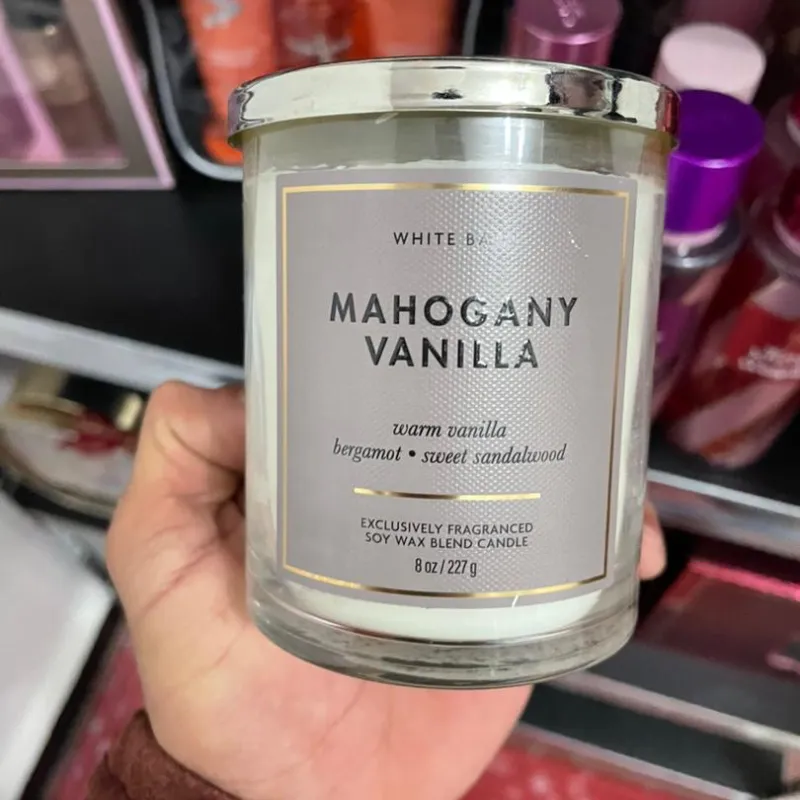 WHITE
MAHOGANY
VANILLA
warm vanilla
bergamot • sweet sandalwood
EXCLUSIVELY FRAGRANCED
SOY WAX BLEND CANDLE
8 oz / 227 g